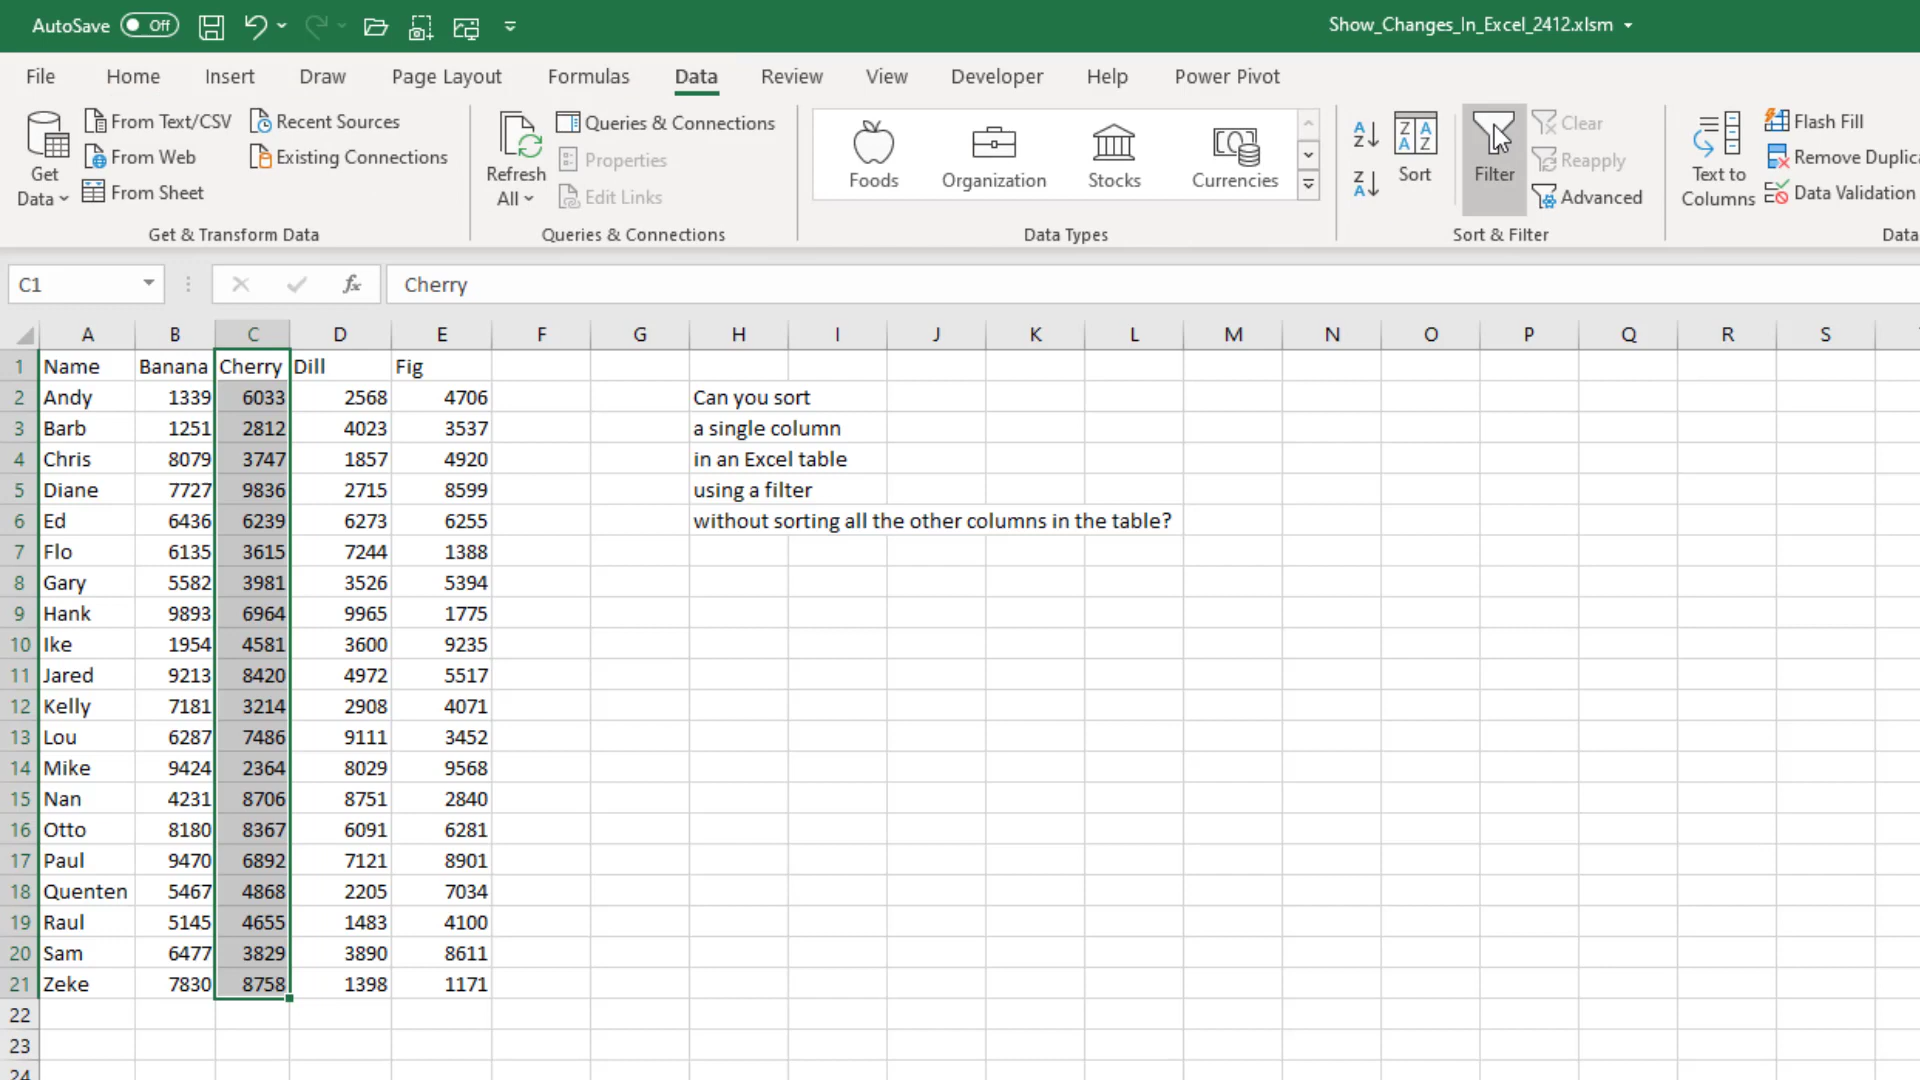 AutoSave Off Show_Changes_In_Excel_2412.xlsm
File Home Insert Draw Page Layout Formulas Data Review View Developer Help Power Pivot
Get Data
From Text/CSV
From Web
From Sheet
Recent Sources
Existing Connections
Get & Transform Data
Refresh All
Queries & Connections
Properties
Edit Links
Queries & Connections
Foods Organization Stocks Currencies
Data Types
Sort
Filter
Clear
Reapply
Advanced
Sort & Filter
Text to Columns
Flash Fill
Remove Duplica
Data Validation
Data
C1 fx Cherry
A B C D E F G H I J K L M N O P Q R S
1 Name Banana Cherry Dill Fig
2 Andy 1339 6033 2568 4706 Can you sort
3 Barb 1251 2812 4023 3537 a single column
4 Chris 8079 3747 1857 4920 in an Excel table
5 Diane 7727 9836 2715 8599 using a filter
6 Ed 6436 6239 6273 6255 without sorting all the other columns in the table?
7 Flo 6135 3615 7244 1388
8 Gary 5582 3981 3526 5394
9 Hank 9893 6964 9965 1775
10 Ike 1954 4581 3600 9235
11 Jared 9213 8420 4972 5517
12 Kelly 7181 3214 2908 4071
13 Lou 6287 7486 9111 3452
14 Mike 9424 2364 8029 9568
15 Nan 4231 8706 8751 2840
16 Otto 8180 8367 6091 6281
17 Paul 9470 6892 7121 8901
18 Quenten 5467 4868 2205 7034
19 Raul 5145 4655 1483 4100
20 Sam 6477 3829 3890 8611
21 Zeke 7830 8758 1398 1171
22
23
24